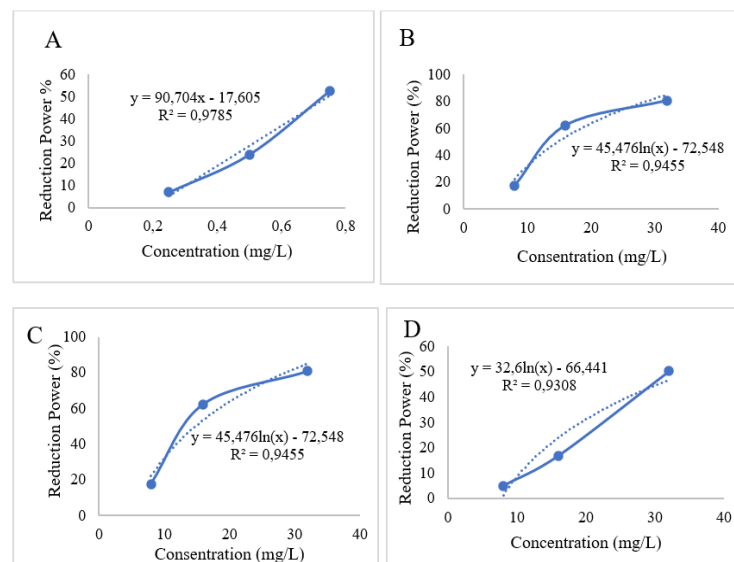 A
Reduction Power %
60
50
40
30
20
10
0
y = 90,704x - 17,605
R² = 0,9785
0 0,2 0,4 0,6 0,8
Concentration (mg/L)
B
Reduction Power (%)
100
80
60
40
20
0
y = 45,476ln(x) - 72,548
R² = 0,9455
0 10 20 30 40
Consentration (mg/L)
C
Reduction Power (%)
100
80
60
40
20
0
y = 45,476ln(x) - 72,548
R² = 0,9455
0 10 20 30 40
Consentration (mg/L)
D
Reduction Power (%)
60
50
40
30
20
10
0
y = 32,6ln(x) - 66,441
R² = 0,9308
0 10 20 30 40
Concentration (mg/L)